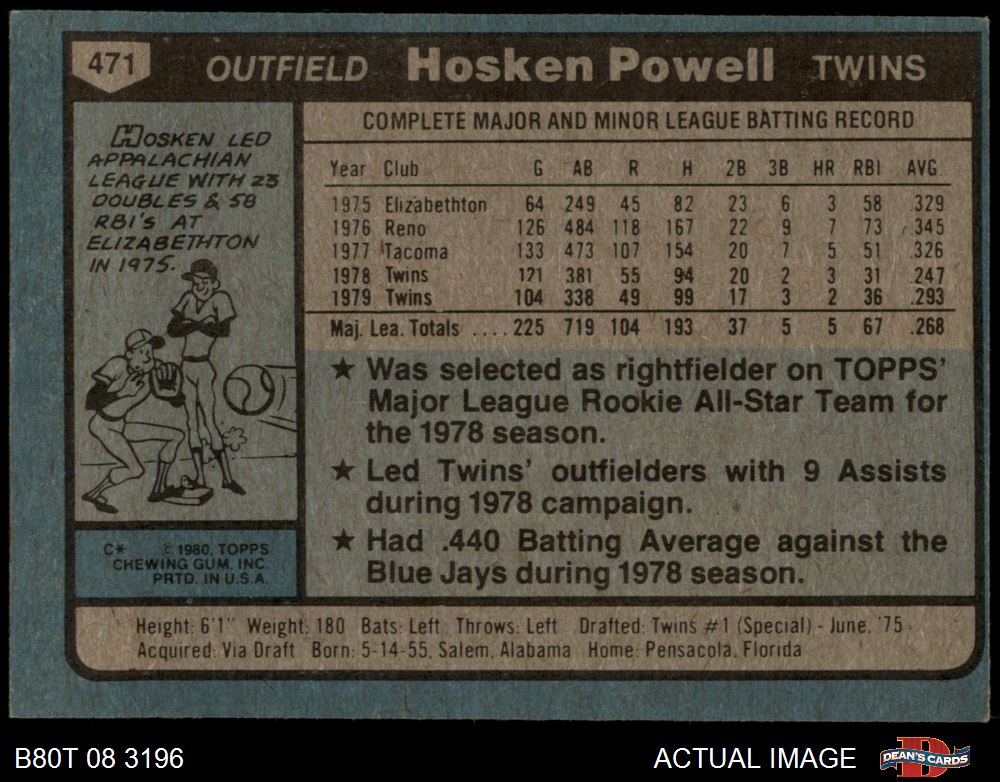 471 OUTFIELD Hosken Powell TWINS
HOSKEN LED
APPALACHIAN
LEAGUE WITH 23
DOUBLES & 58
RBI'S AT
ELIZABETHTON
IN 1975.
COMPLETE MAJOR AND MINOR LEAGUE BATTING RECORD
Year Club G AB R H 2B 3B HR RBI AVG.
1975 Elizabethton 64 249 45 82 23 6 3 58 .329
1976 Reno 126 484 118 167 22 9 7 73 .345
1977 Tacoma 133 473 107 154 20 7 5 51 .326
1978 Twins 121 381 55 94 20 2 3 31 .247
1979 Twins 104 338 49 99 17 3 2 36 .293
Maj. Lea. Totals .... 225 719 104 193 37 5 5 67 .268
★ Was selected as rightfielder on TOPPS'
Major League Rookie All-Star Team for
the 1978 season.
★ Led Twins' outfielders with 9 Assists
during 1978 campaign.
★ Had .440 Batting Average against the
Blue Jays during 1978 season.
C* © 1980, TOPPS
CHEWING GUM, INC.
PRTD. IN U.S.A.
Height: 6'1" Weight: 180 Bats: Left Throws: Left Drafted: Twins #1 (Special) - June, '75
Acquired: Via Draft Born: 5-14-55, Salem, Alabama Home: Pensacola, Florida
B80T 08 3196 ACTUAL IMAGE DEAN'S CARDS